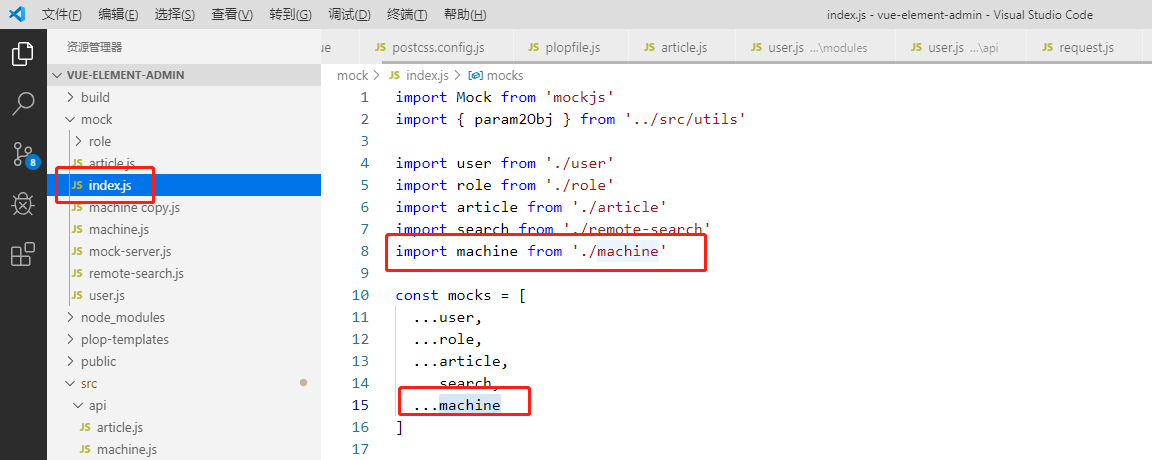 文件(F) 编辑(E) 选择(S) 查看(V) 转到(G) 调试(D) 终端(T) 帮助(H) index.js - vue-element-admin - Visual Studio Code
资源管理器
ue JS postcss.config.js JS plopfile.js JS article.js JS user.js ...\modules JS user.js ...\api JS request.js
VUE-ELEMENT-ADMIN
build
mock
role
JS article.js
JS index.js
JS machine copy.js
JS machine.js
JS mock-server.js
JS remote-search.js
JS user.js
node_modules
plop-templates
public
src
api
JS article.js
JS machine.js
8
mock > JS index.js > mocks
1 import Mock from 'mockjs'
2 import { param2Obj } from '../src/utils'
3
4 import user from './user'
5 import role from './role'
6 import article from './article'
7 import search from './remote-search'
8 import machine from './machine'
9
10 const mocks = [
11 ...user,
12 ...role,
13 ...article,
14 search,
15 ...machine
16 ]
17